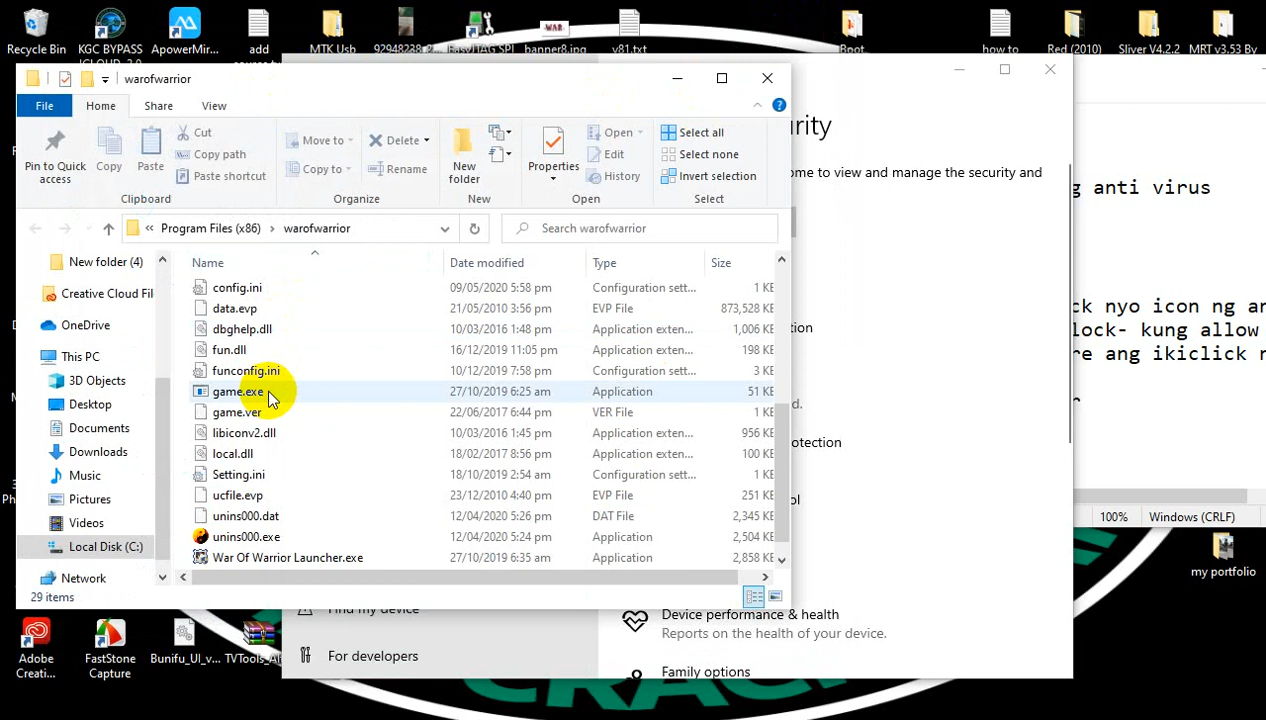 Recycle Bin
KGC BYPASS
ApowerMir...
add
MTK Usb
92948238
banner8.jpg
v81.txt
Boot
how to
Red (2010)
Sliver V4.2.2
MRT v3.53 By
warofwarrior
File
Home
Share
View
Pin to Quick
access
Copy
Paste
Cut
Copy path
Paste shortcut
Clipboard
Move to
Copy to
Delete
Rename
Organize
New
folder
New
Properties
Open
Edit
History
Open
Select all
Select none
Invert selection
Select
« Program Files (x86) > warofwarrior
Search warofwarrior
Name
Date modified
Type
Size
config.ini 09/05/2020 5:58 pm Configuration sett... 1 KB
data.evp 21/05/2010 3:56 pm EVP File 873,528 KB
dbghelp.dll 10/03/2016 1:48 pm Application exten... 1,006 KB
fun.dll 16/12/2019 11:05 pm Application exten... 198 KB
funconfig.ini 10/12/2019 7:58 pm Configuration sett... 3 KB
game.exe 27/10/2019 6:25 am Application 51 KB
game.ver 22/06/2017 6:44 pm VER File 1 KB
libiconv2.dll 10/03/2016 1:45 pm Application exten... 956 KB
local.dll 18/02/2017 8:56 pm Application exten... 100 KB
Setting.ini 18/10/2019 2:54 am Configuration sett... 1 KB
ucfile.evp 23/12/2010 4:40 pm EVP File 251 KB
unins000.dat 12/04/2020 5:26 pm DAT File 2,345 KB
unins000.exe 12/04/2020 5:24 pm Application 2,504 KB
War Of Warrior Launcher.exe 27/10/2019 6:35 am Application 2,858 KB
New folder (4)
Creative Cloud Fil
OneDrive
This PC
3D Objects
Desktop
Documents
Downloads
Music
Pictures
Videos
Local Disk (C:)
Network
29 items
urity
ome to view and manage the security and
tion
d.
otection
ol
Find my device
For developers
Device performance & health
Reports on the health of your device.
Family options
g anti virus
ck nyo icon ng an
lock- kung allow
re ang ikiclick n
100%
Windows (CRLF)
my portfolio
Adobe
Creati...
FastStone
Capture
Bunifu_UI_v...
TVTools_Al
CRAC